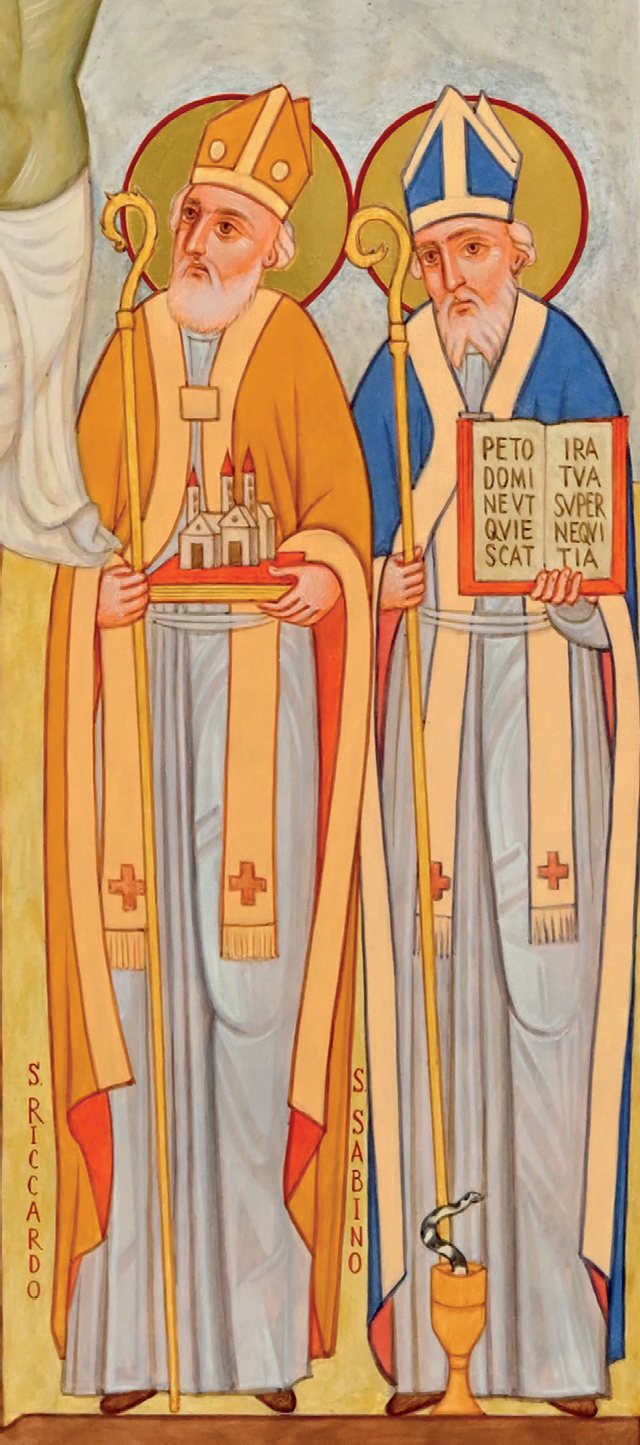 PETO
DOMI
NEVT
QVIE
SCAT
IRA
TVA
SVPER
NEQVI
TIA
S. RICCARDO
S. SABINO